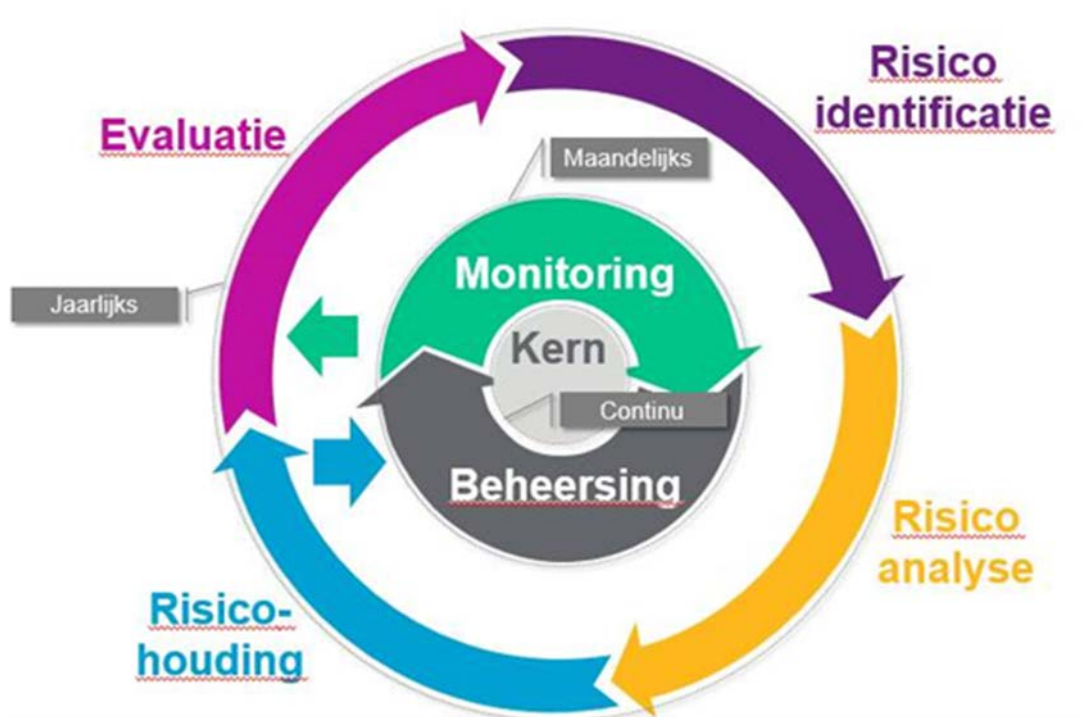 Risico
identificatie
Evaluatie
Maandelijks
Monitoring
Jaarlijks
Kern
Continu
Beheersing
Risico
analyse
Risico-
houding